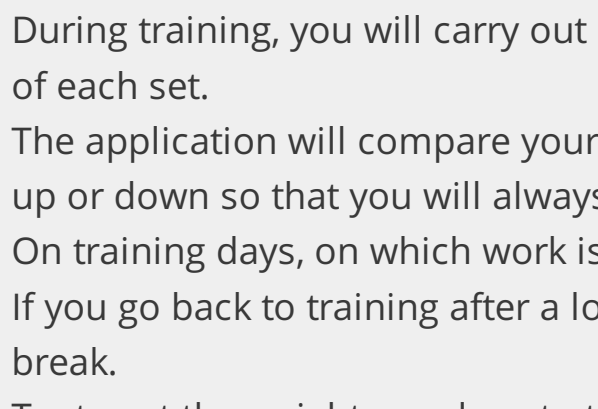 During training, you will carry out
of each set.
The application will compare your
up or down so that you will always
On training days, on which work is
If you go back to training after a lo
break.